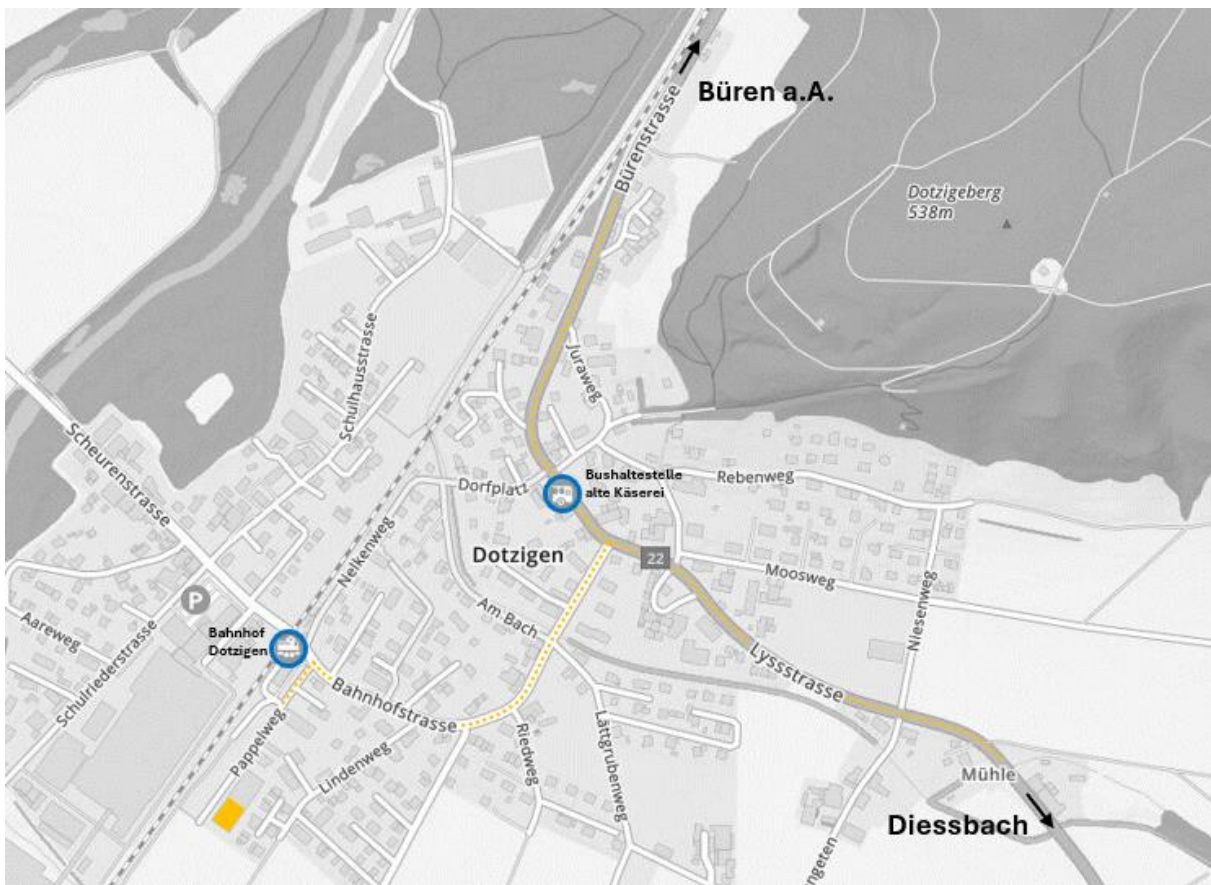 Büren a.A.
Bürenstrasse
Dotzigeberg
538m
Schulhausstrasse
Juraweg
Scheurenstrasse
Bushaltestelle
alte Käserei
Rebenweg
Dorfplatz
Nelkenweg
Dotzigen
22
Moosweg
Am Bach
P
Aareweg
Bahnhof
Dotzigen
Niesenweg
Schulriederstrasse
Lyssstrasse
Bahnhofstrasse
Pappelweg
Lindenweg
Riedweg
Lättgrubenweg
Mühle
Diessbach
ngeten